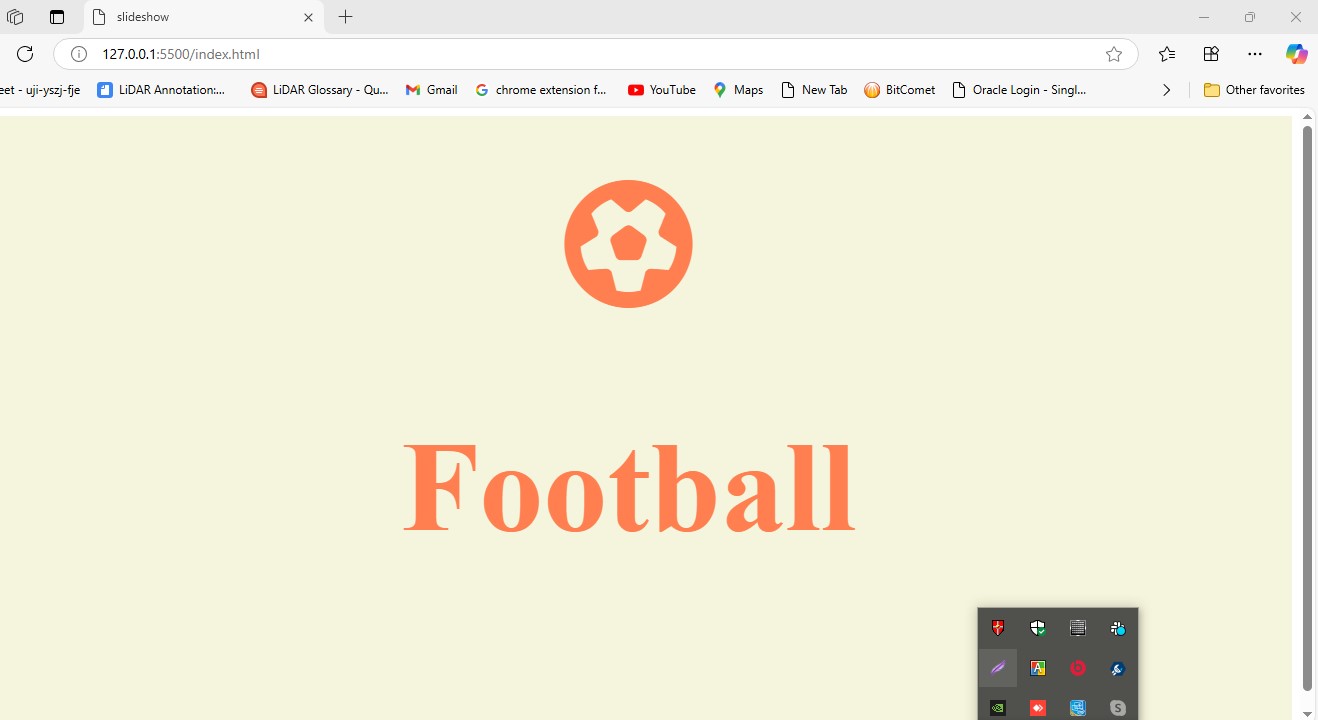 slideshow
127.0.0.1:5500/index.html
eet - uji-yszj-fje LiDAR Annotation:... LiDAR Glossary - Qu... Gmail chrome extension f... YouTube Maps New Tab BitComet Oracle Login - Singl... Other favorites
Football